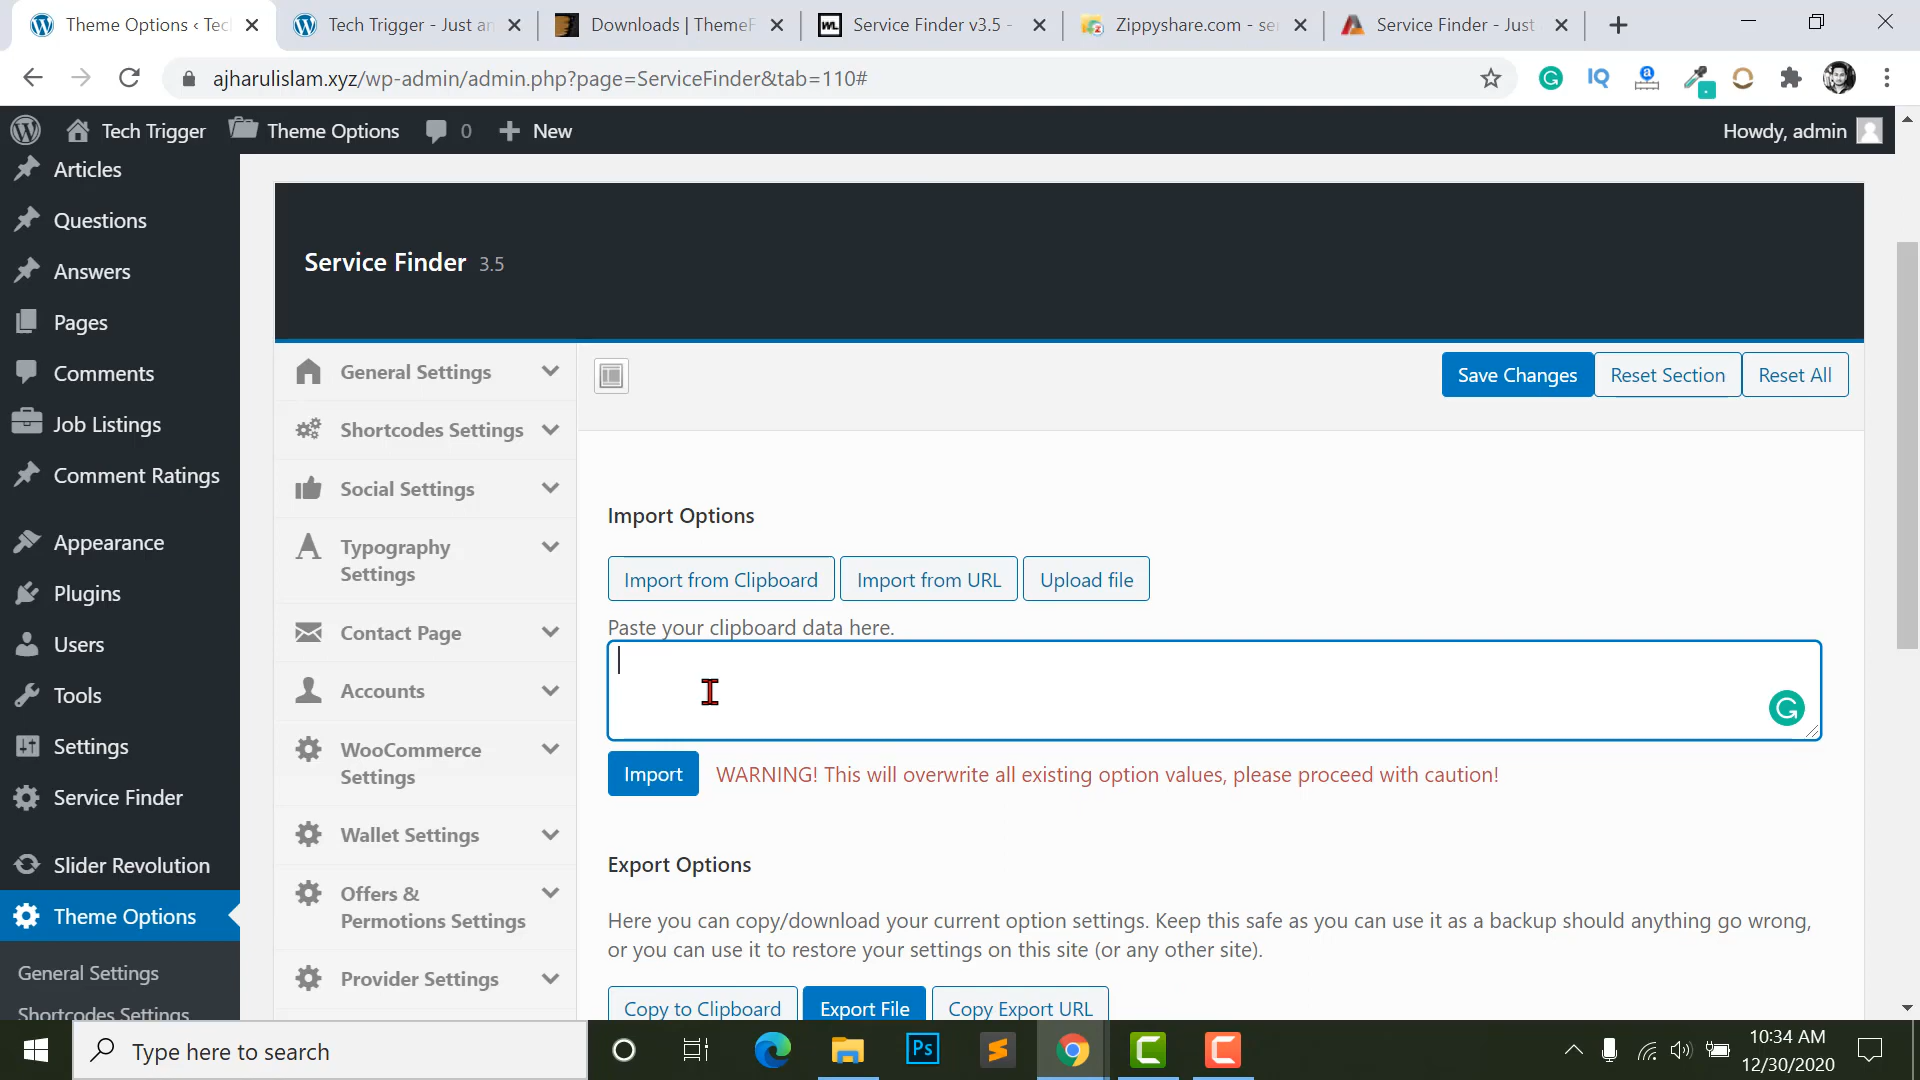 Theme Options ‹ Tec
Tech Trigger - Just an
Downloads | ThemeF
Service Finder v3.5 -
Zippyshare.com - se
Service Finder - Just
ajharulislam.xyz/wp-admin/admin.php?page=ServiceFinder&tab=110#
Tech Trigger
Theme Options
0
New
Howdy, admin
Articles
Questions
Answers
Pages
Comments
Job Listings
Comment Ratings
Appearance
Plugins
Users
Tools
Settings
Service Finder
Slider Revolution
Theme Options
General Settings
Shortcodes Settings
Service Finder 3.5
General Settings
Shortcodes Settings
Social Settings
Typography
Settings
Contact Page
Accounts
WooCommerce
Settings
Wallet Settings
Offers &
Permotions Settings
Provider Settings
Save Changes
Reset Section
Reset All
Import Options
Import from Clipboard
Import from URL
Upload file
Paste your clipboard data here.
Import
WARNING! This will overwrite all existing option values, please proceed with caution!
Export Options
Here you can copy/download your current option settings. Keep this safe as you can use it as a backup should anything go wrong,
or you can use it to restore your settings on this site (or any other site).
Copy to Clipboard
Export File
Copy Export URL
Type here to search
Ps
10:34 AM
12/30/2020